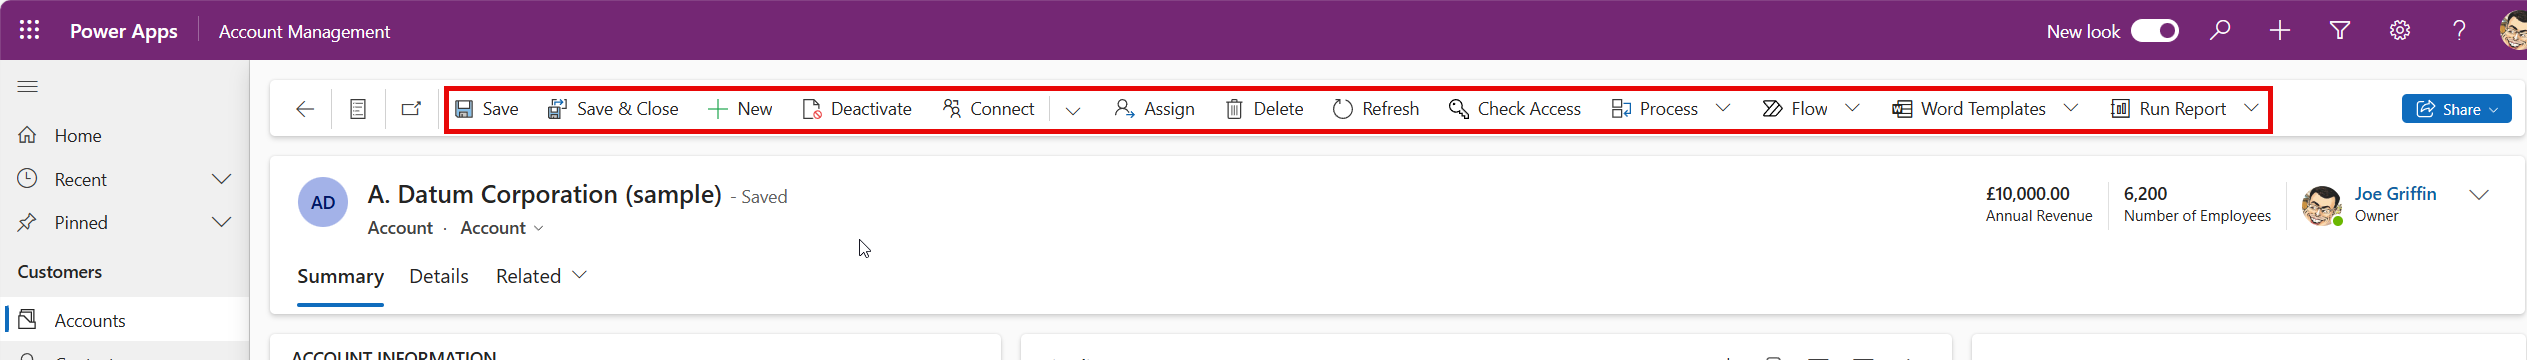 Power Apps Account Management New look
Save Save & Close New Deactivate Connect Assign Delete Refresh Check Access Process Flow Word Templates Run Report Share
Home
Recent
Pinned
Customers
Accounts
AD
A. Datum Corporation (sample) - Saved
Account · Account
£10,000.00
Annual Revenue
6,200
Number of Employees
Joe Griffin
Owner
Summary Details Related
ACCOUNT INFORMATION